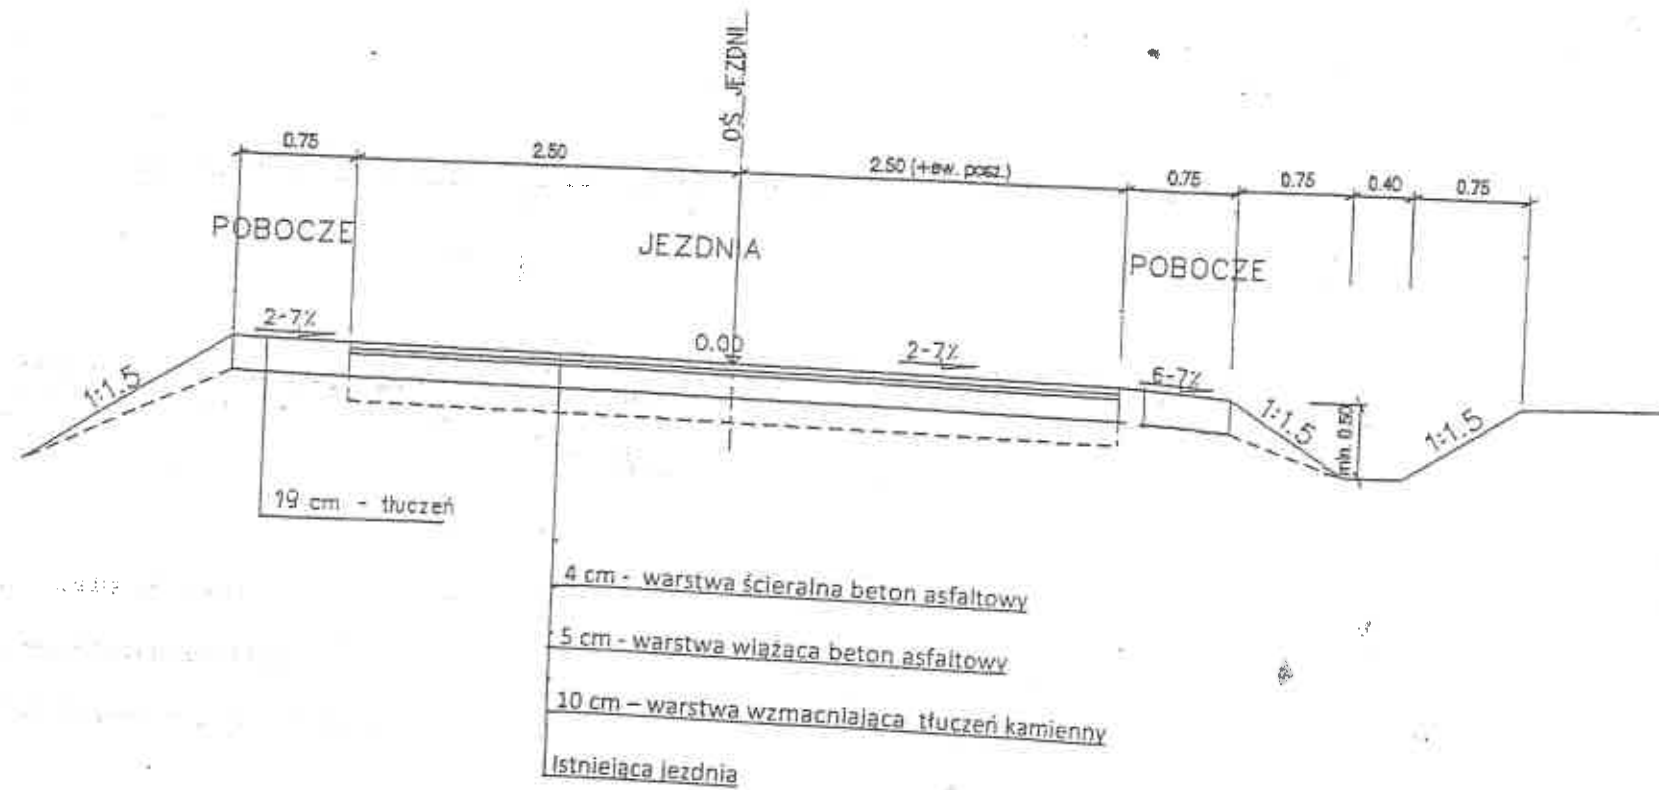 OŚ JEZDNI
0.75 2.50 2.50 (+ew. posz.) 0.75 0.75 0.40 0.75
POBOCZE JEZDNIA POBOCZE
2-7% 0.00 2-7% 6-7%
1:1.5 1:1.5 min. 0.50 1:1.5
19 cm - tłuczeń
4 cm - warstwa ścieralna beton asfaltowy
5 cm - warstwa wiążąca beton asfaltowy
10 cm – warstwa wzmacniająca tłuczeń kamienny
Istniejąca jezdnia